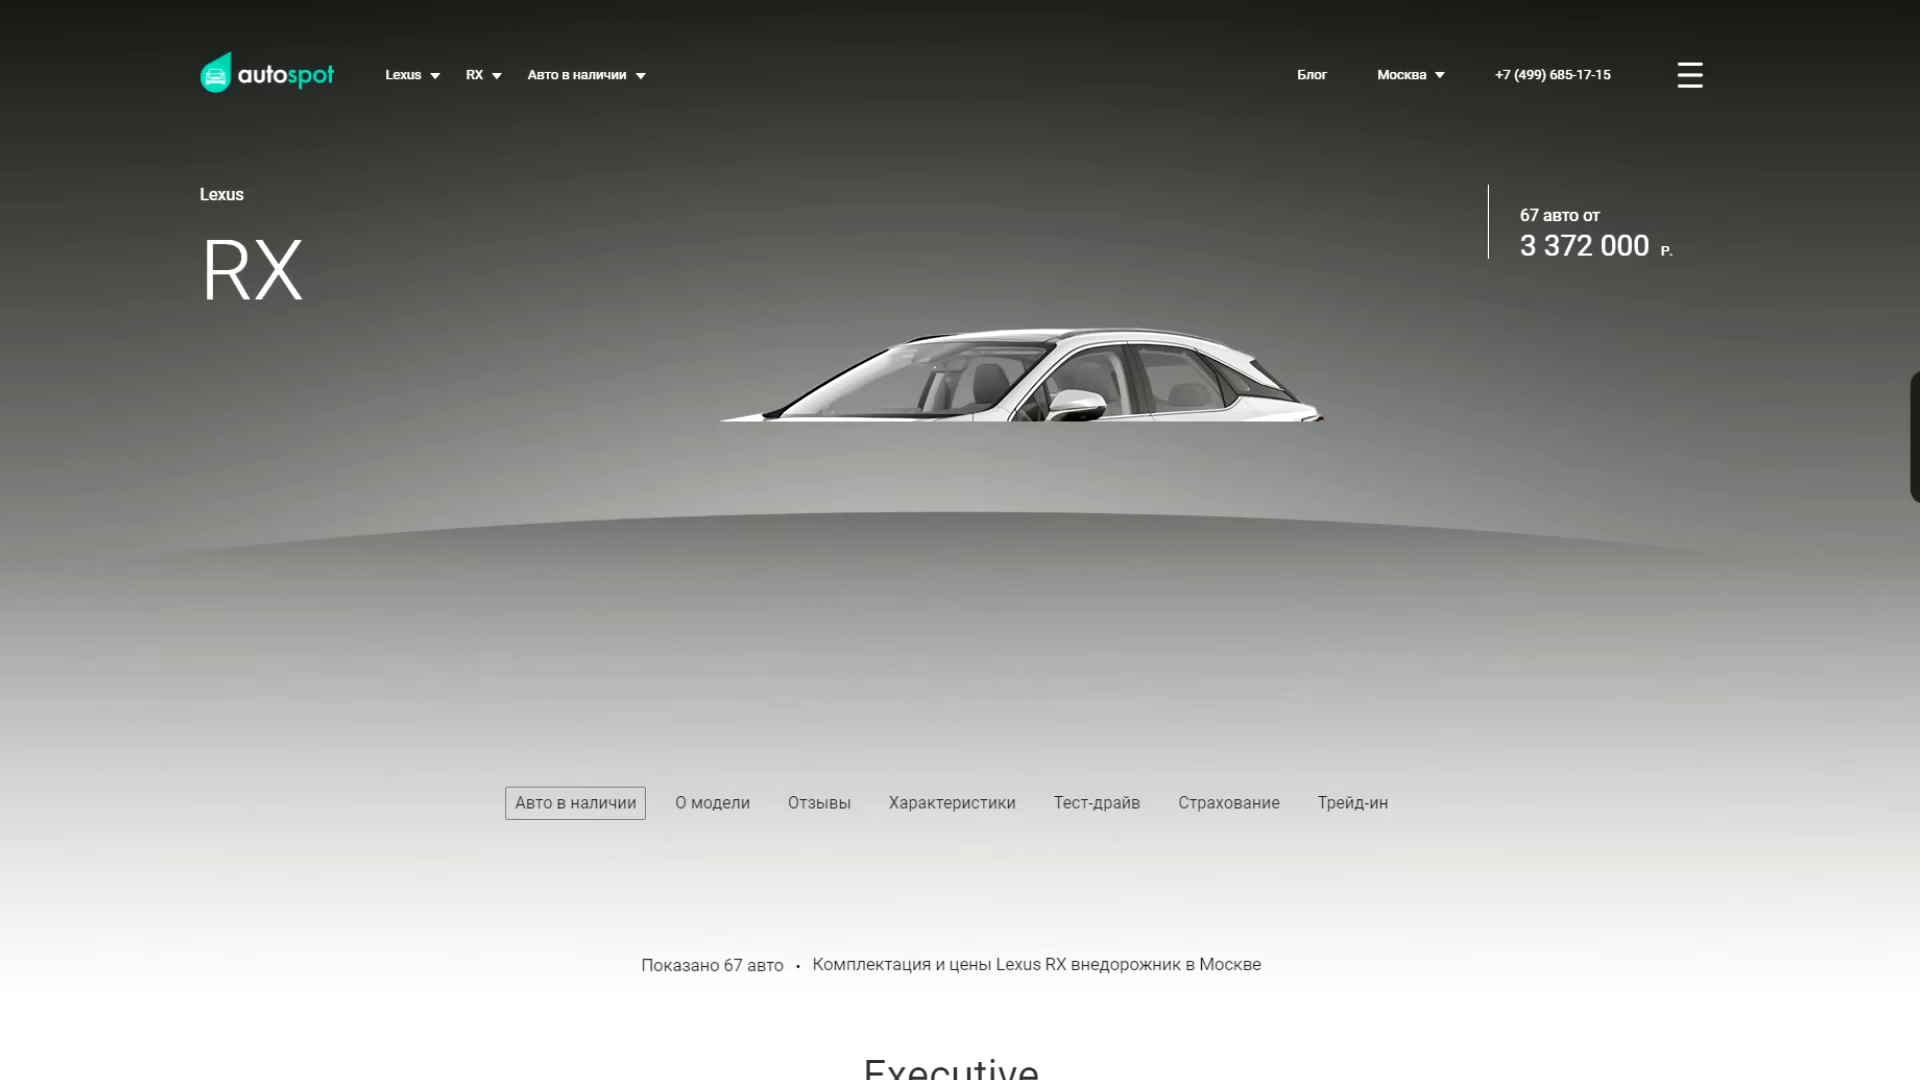 autospot
Lexus
RX
Авто в наличии
Блог
Москва
+7 (499) 685-17-15
Lexus
RX
67 авто от
3 372 000 Р.
Авто в наличии
О модели
Отзывы
Характеристики
Тест-драйв
Страхование
Трейд-ин
Показано 67 авто • Комплектация и цены Lexus RX внедорожник в Москве
Executive